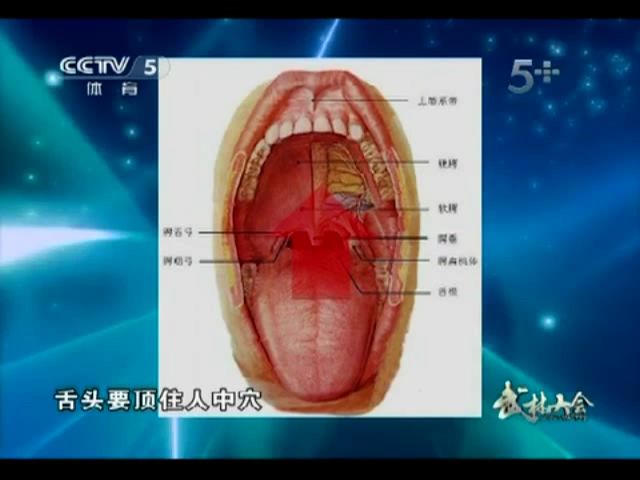 CCTV 5
体育
5+
上唇系带
硬腭
软腭
腭舌弓
腭垂
腭咽弓
腭扁桃体
舌根
舌头要顶住人中穴
武林大会